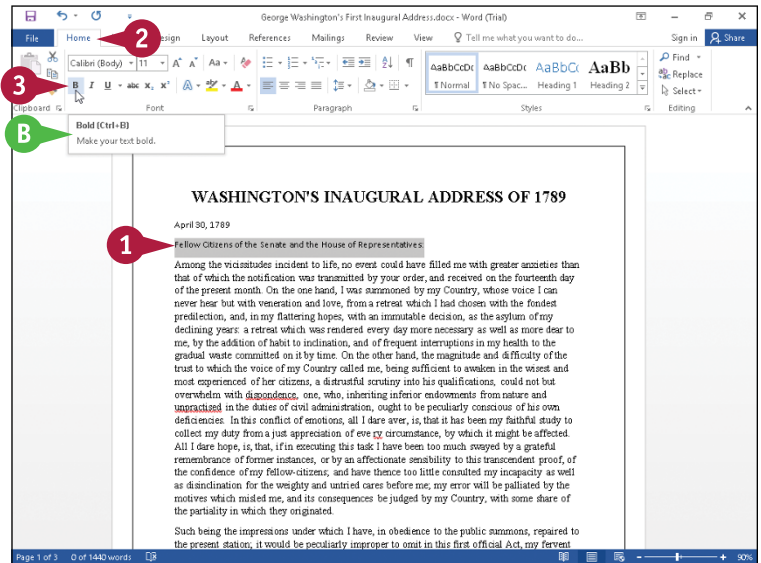 George Washington's First Inaugural Address.docx - Word (Trial)
File Home Design Layout References Mailings Review View Tell me what you want to do... Sign in Share
2
Calibri (Body) 11 A A Aa
AaBbCcDc AaBbCcDc AaBbCc AaBb
Find
Replace
Select
3
B I U abc x₂ x² A A
¶ Normal ¶ No Spac... Heading 1 Heading 2
Clipboard Font Paragraph Styles Editing
B
Bold (Ctrl+B)
Make your text bold.
WASHINGTON'S INAUGURAL ADDRESS OF 1789
April 30, 1789
1
Fellow Citizens of the Senate and the House of Representatives:
Among the vicissitudes incident to life, no event could have filled me with greater anxieties than
that of which the notification was transmitted by your order, and received on the fourteenth day
of the present month. On the one hand, I was summoned by my Country, whose voice I can
never hear but with veneration and love, from a retreat which I had chosen with the fondest
predilection, and, in my flattering hopes, with an immutable decision, as the asylum of my
declining years: a retreat which was rendered every day more necessary as well as more dear to
me, by the addition of habit to inclination, and of frequent interruptions in my health to the
gradual waste committed on it by time. On the other hand, the magnitude and difficulty of the
trust to which the voice of my Country called me, being sufficient to awaken in the wisest and
most experienced of her citizens, a distrustful scrutiny into his qualifications, could not but
overwhelm with dispondence, one, who, inheriting inferior endowments from nature and
unpractised in the duties of civil administration, ought to be peculiarly conscious of his own
deficiencies. In this conflict of emotions, all I dare aver, is, that it has been my faithful study to
collect my duty from a just appreciation of eve ry circumstance, by which it might be affected.
All I dare hope, is, that, if in executing this task I have been too much swayed by a grateful
remembrance of former instances, or by an affectionate sensibility to this transcendent proof, of
the confidence of my fellow-citizens; and have thence too little consulted my incapacity as well
as disinclination for the weighty and untried cares before me; my error will be palliated by the
motives which misled me, and its consequences be judged by my Country, with some share of
the partiality in which they originated.
Such being the impressions under which I have, in obedience to the public summons, repaired to
the present station; it would be peculiarly improper to omit in this first official Act, my fervent
Page 1 of 3 0 of 1440 words 90%